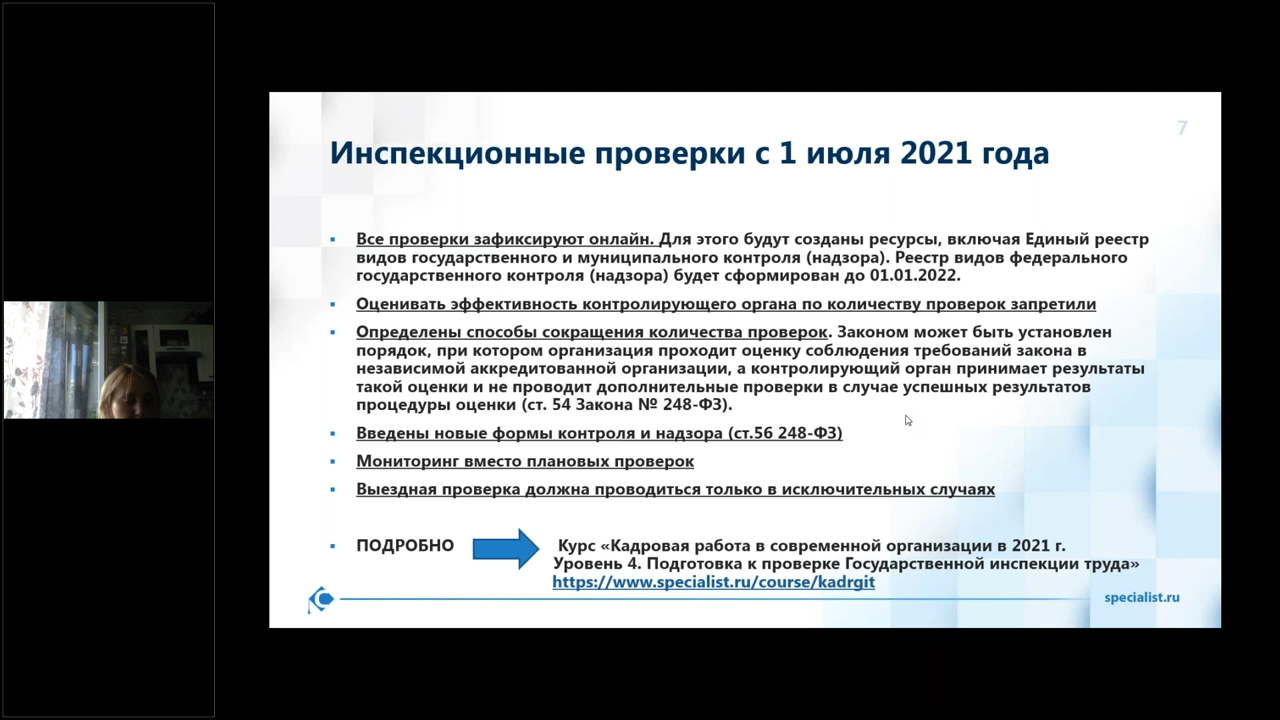 7
Инспекционные проверки с 1 июля 2021 года
▪ Все проверки зафиксируют онлайн. Для этого будут созданы ресурсы, включая Единый реестр
видов государственного и муниципального контроля (надзора). Реестр видов федерального
государственного контроля (надзора) будет сформирован до 01.01.2022.
▪ Оценивать эффективность контролирующего органа по количеству проверок запретили
▪ Определены способы сокращения количества проверок. Законом может быть установлен
порядок, при котором организация проходит оценку соблюдения требований закона в
независимой аккредитованной организации, а контролирующий орган принимает результаты
такой оценки и не проводит дополнительные проверки в случае успешных результатов
процедуры оценки (ст. 54 Закона № 248-ФЗ).
▪ Введены новые формы контроля и надзора (ст.56 248-ФЗ)
▪ Мониторинг вместо плановых проверок
▪ Выездная проверка должна проводиться только в исключительных случаях
▪ ПОДРОБНО Курс «Кадровая работа в современной организации в 2021 г.
Уровень 4. Подготовка к проверке Государственной инспекции труда»
https://www.specialist.ru/course/kadrgit
specialist.ru